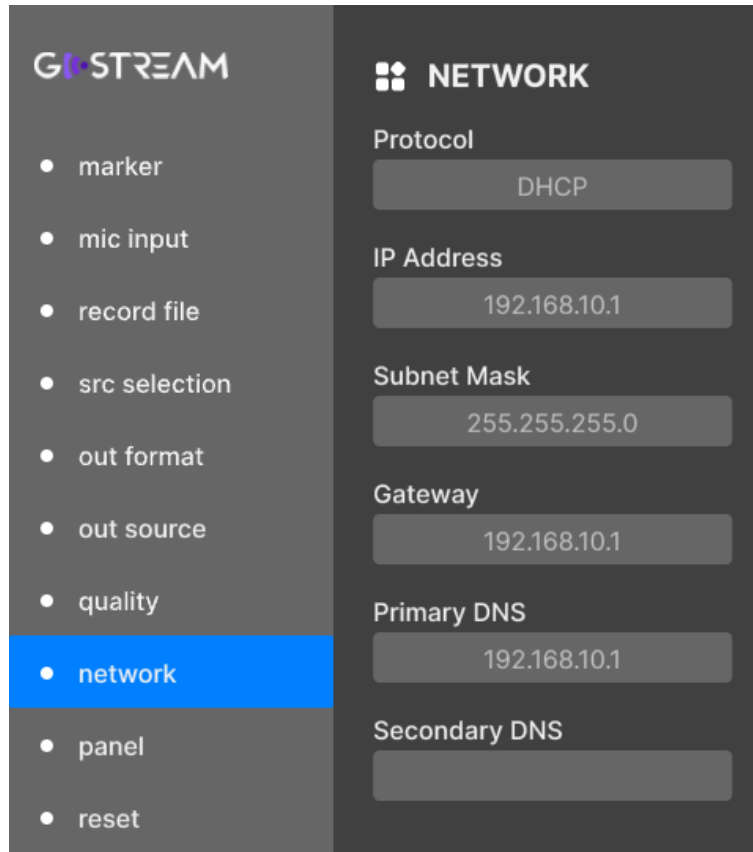 GOSTREAM
marker
mic input
record file
src selection
out format
out source
quality
network
panel
reset
NETWORK
Protocol
DHCP
IP Address
192.168.10.1
Subnet Mask
255.255.255.0
Gateway
192.168.10.1
Primary DNS
192.168.10.1
Secondary DNS